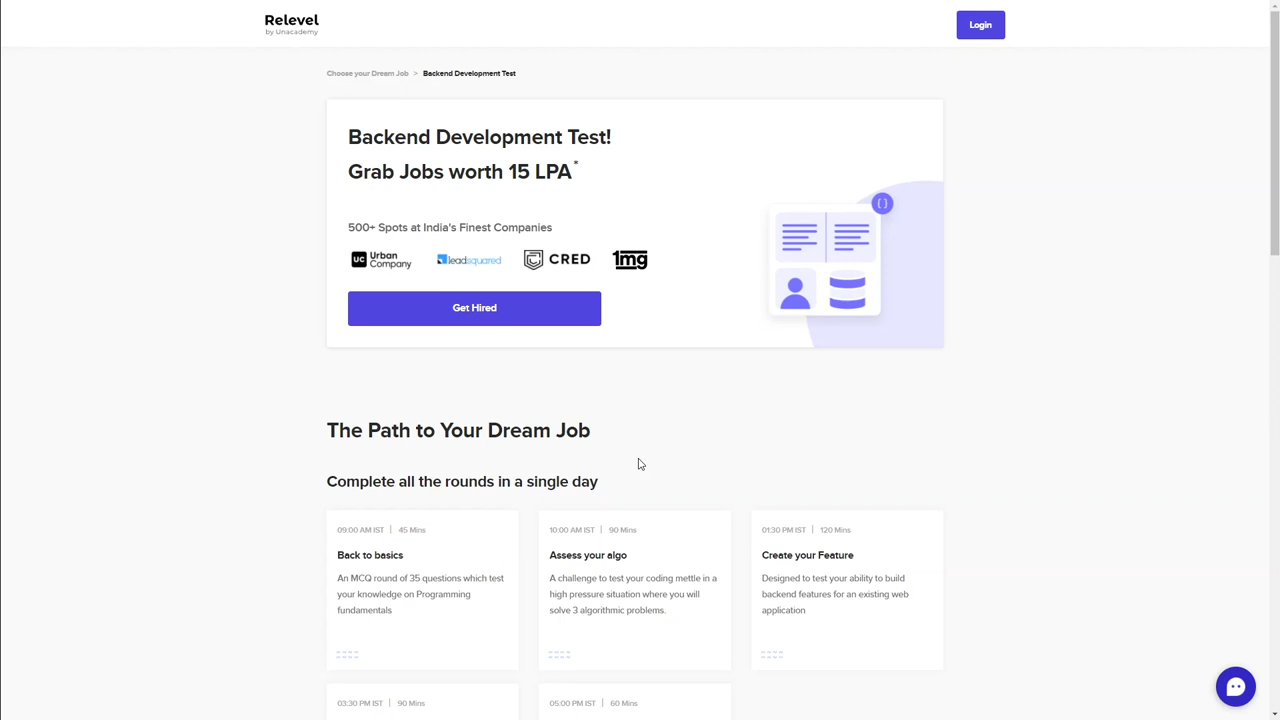 Relevel
by Unacademy
Login
Choose your Dream Job > Backend Development Test
Backend Development Test!
Grab Jobs worth 15 LPA*
500+ Spots at India's Finest Companies
UC Urban Company
leadsquared
CRED
1mg
Get Hired
{ }
The Path to Your Dream Job
Complete all the rounds in a single day
09:00 AM IST | 45 Mins
Back to basics
An MCQ round of 35 questions which test
your knowledge on Programming
fundamentals
10:00 AM IST | 90 Mins
Assess your algo
A challenge to test your coding mettle in a
high pressure situation where you will
solve 3 algorithmic problems.
01:30 PM IST | 120 Mins
Create your Feature
Designed to test your ability to build
backend features for an existing web
application
03:30 PM IST | 90 Mins
05:00 PM IST | 60 Mins